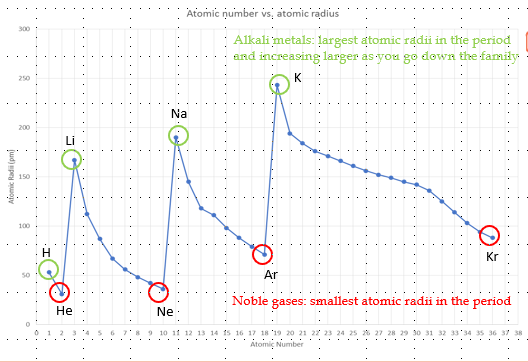 Atomic number vs. atomic radius
Alkali metals: largest atomic radii in the period
and increasing larger as you go down the family
300
250
200
150
100
50
0
Atomic Radii (pm)
K
Na
Li
H
He
Ne
Ar
Kr
Noble gases: smallest atomic radii in the period
0 1 2 3 4 5 6 7 8 9 10 11 12 13 14 15 16 17 18 19 20 21 22 23 24 25 26 27 28 29 30 31 32 33 34 35 36 37 38
Atomic Number